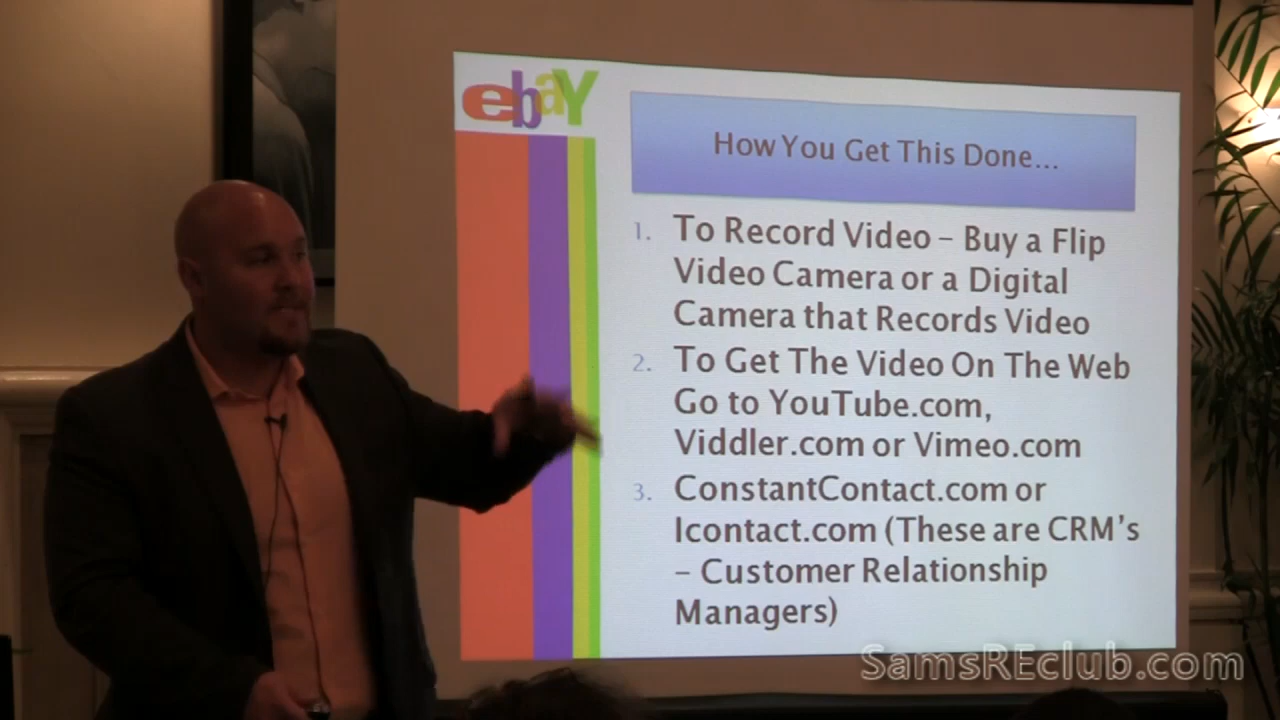 ebaY
How You Get This Done...
1. To Record Video – Buy a Flip
Video Camera or a Digital
Camera that Records Video
2. To Get The Video On The Web
Go to YouTube.com,
Viddler.com or Vimeo.com
3. ConstantContact.com or
Icontact.com (These are CRM's
– Customer Relationship
Managers)
SamsREclub.com